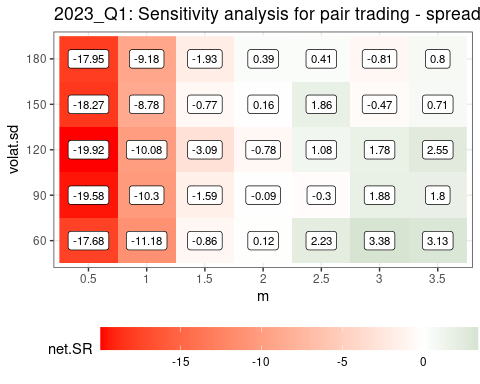 2023_Q1: Sensitivity analysis for pair trading - spread
volat.sd
180 -17.95 -9.18 -1.93 0.39 0.41 -0.81 0.8
150 -18.27 -8.78 -0.77 0.16 1.86 -0.47 0.71
120 -19.92 -10.08 -3.09 -0.78 1.08 1.78 2.55
90 -19.58 -10.3 -1.59 -0.09 -0.3 1.88 1.8
60 -17.68 -11.18 -0.86 0.12 2.23 3.38 3.13
0.5 1 1.5 2 2.5 3 3.5
m
net.SR
-15 -10 -5 0